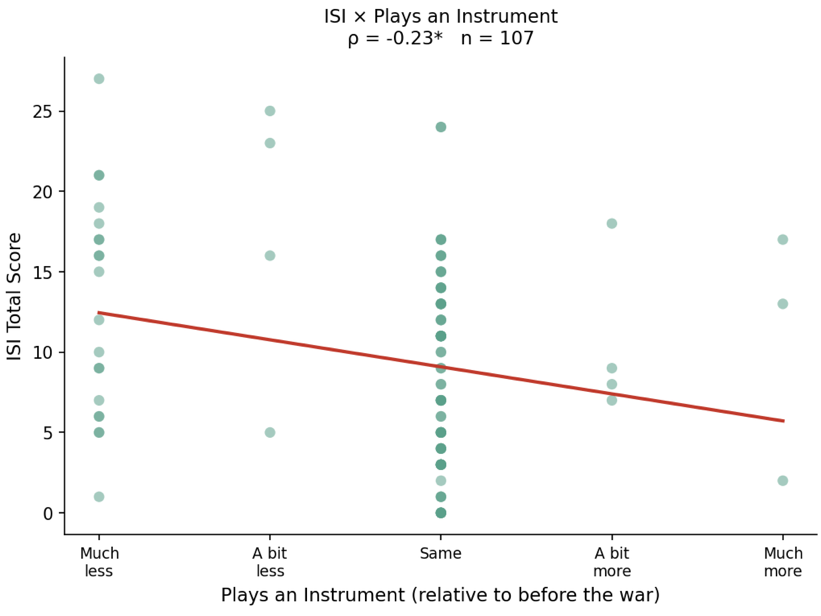 ISI × Plays an Instrument
ρ = -0.23*   n = 107
ISI Total Score
25
20
15
10
5
0
Much less
A bit less
Same
A bit more
Much more
Plays an Instrument (relative to before the war)